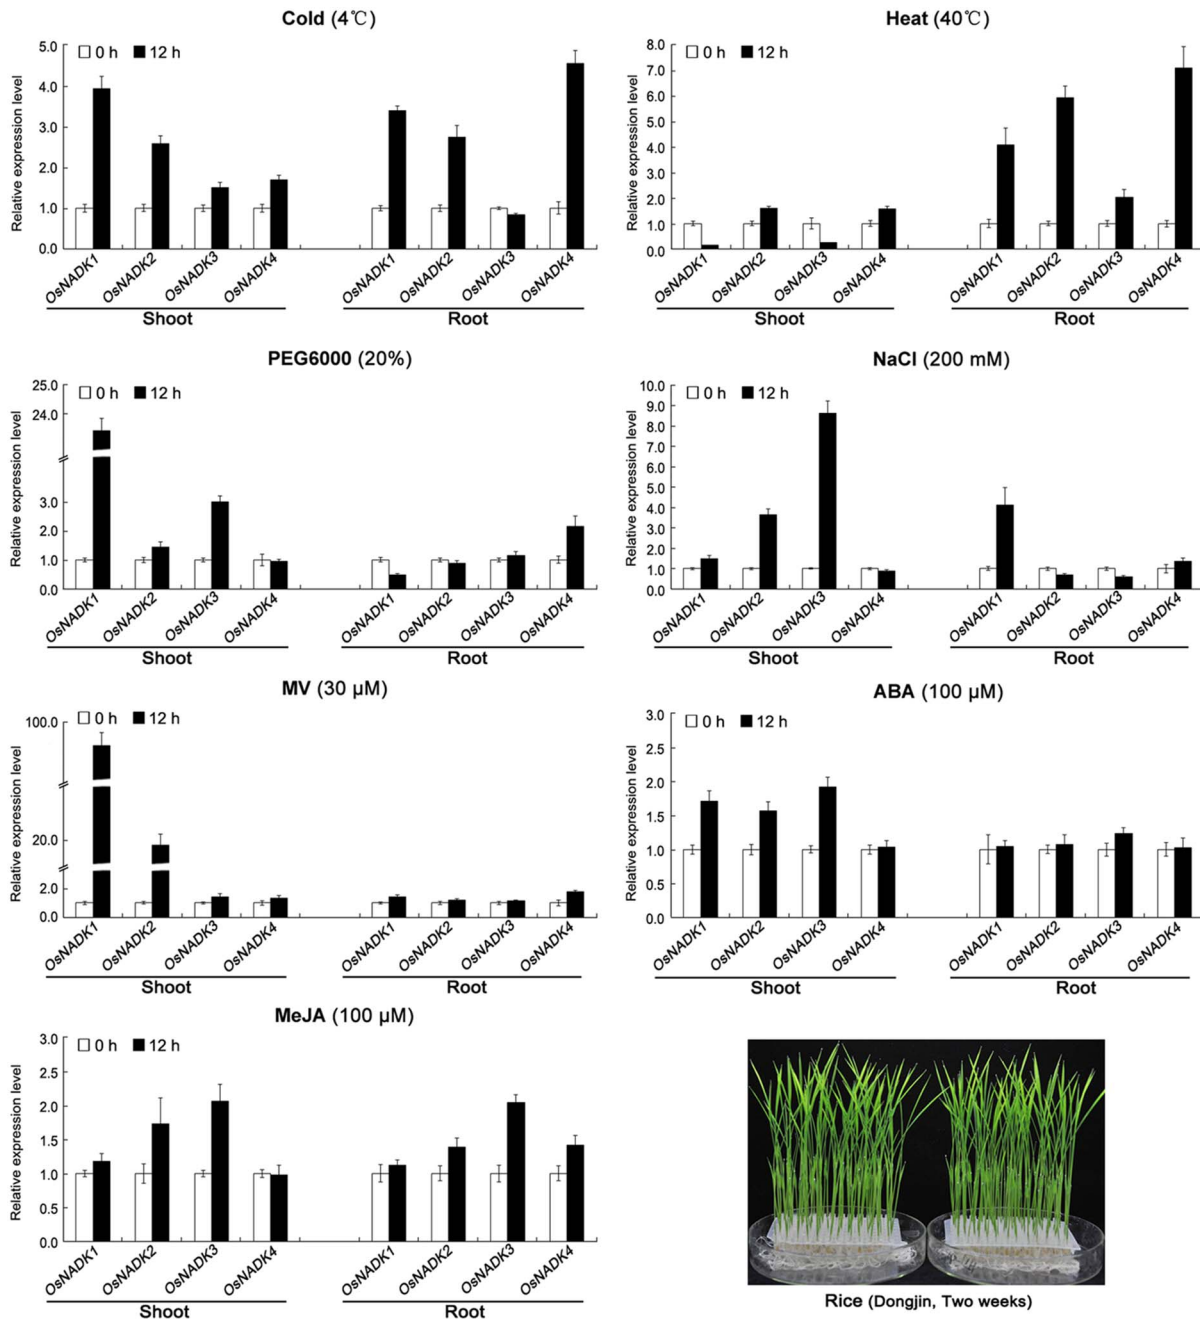 Cold (4℃)
Relative expression level
5.0
4.0
3.0
2.0
1.0
0.0
0 h 12 h
OsNADK1 OsNADK2 OsNADK3 OsNADK4 OsNADK1 OsNADK2 OsNADK3 OsNADK4
Shoot Root
Heat (40℃)
Relative expression level
8.0
7.0
6.0
5.0
4.0
3.0
2.0
1.0
0.0
0 h 12 h
OsNADK1 OsNADK2 OsNADK3 OsNADK4 OsNADK1 OsNADK2 OsNADK3 OsNADK4
Shoot Root
PEG6000 (20%)
Relative expression level
25.0
24.0
3.0
2.0
1.0
0.0
0 h 12 h
OsNADK1 OsNADK2 OsNADK3 OsNADK4 OsNADK1 OsNADK2 OsNADK3 OsNADK4
Shoot Root
NaCl (200 mM)
Relative expression level
10.0
9.0
8.0
7.0
6.0
5.0
4.0
3.0
2.0
1.0
0.0
0 h 12 h
OsNADK1 OsNADK2 OsNADK3 OsNADK4 OsNADK1 OsNADK2 OsNADK3 OsNADK4
Shoot Root
MV (30 μM)
Relative expression level
100.0
20.0
2.0
0.0
0 h 12 h
OsNADK1 OsNADK2 OsNADK3 OsNADK4 OsNADK1 OsNADK2 OsNADK3 OsNADK4
Shoot Root
ABA (100 μM)
Relative expression level
3.0
2.5
2.0
1.5
1.0
0.5
0.0
0 h 12 h
OsNADK1 OsNADK2 OsNADK3 OsNADK4 OsNADK1 OsNADK2 OsNADK3 OsNADK4
Shoot Root
MeJA (100 μM)
Relative expression level
3.0
2.5
2.0
1.5
1.0
0.5
0.0
0 h 12 h
OsNADK1 OsNADK2 OsNADK3 OsNADK4 OsNADK1 OsNADK2 OsNADK3 OsNADK4
Shoot Root
Rice (Dongjin, Two weeks)